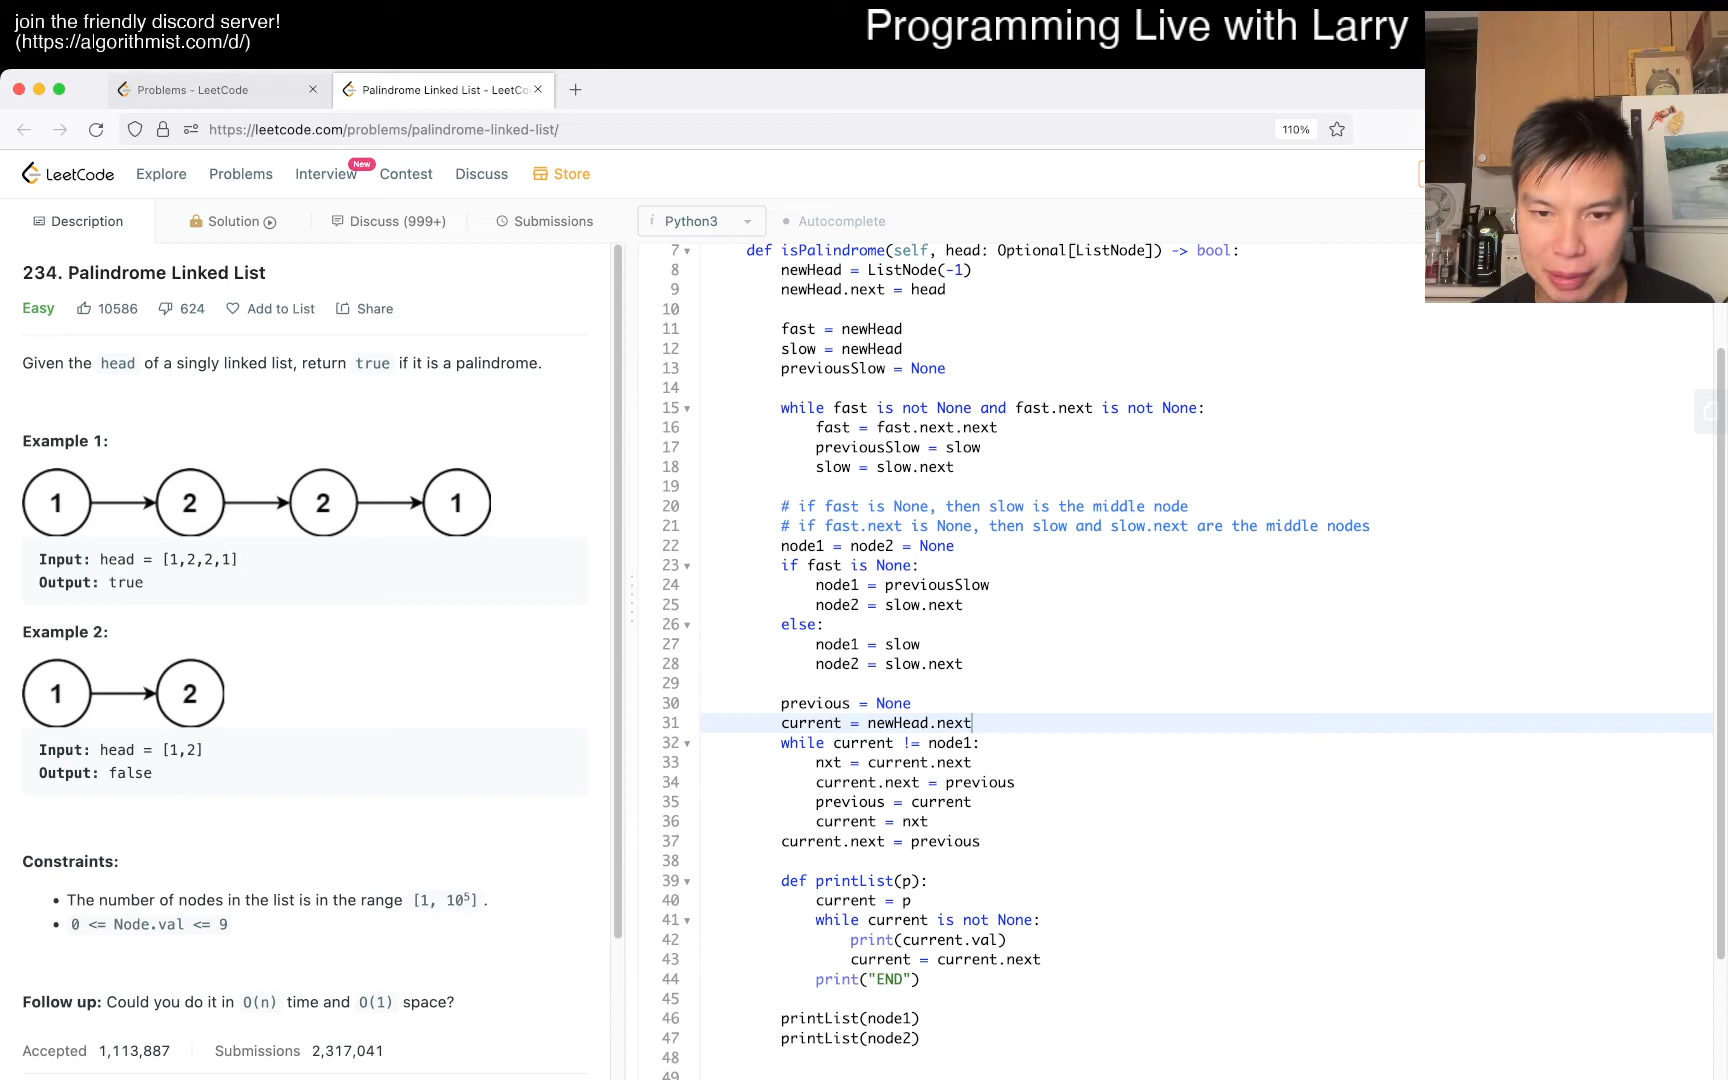 join the friendly discord server!
(https://algorithmist.com/d/)
Programming Live with Larry
Problems - LeetCode
Palindrome Linked List - LeetCo
https://leetcode.com/problems/palindrome-linked-list/
110%
LeetCode
Explore
Problems
Interview
New
Contest
Discuss
Store
Description
Solution
Discuss (999+)
Submissions
i Python3
Autocomplete
234. Palindrome Linked List
Easy 10586 624 Add to List Share
Given the head of a singly linked list, return true if it is a palindrome.
Example 1:
1 2 2 1
Input: head = [1,2,2,1]
Output: true
Example 2:
1 2
Input: head = [1,2]
Output: false
Constraints:
• The number of nodes in the list is in the range [1, 10⁵] .
• 0 <= Node.val <= 9
Follow up: Could you do it in O(n) time and O(1) space?
Accepted 1,113,887 Submissions 2,317,041
7 def isPalindrome(self, head: Optional[ListNode]) -> bool:
8 newHead = ListNode(-1)
9 newHead.next = head
10
11 fast = newHead
12 slow = newHead
13 previousSlow = None
14
15 while fast is not None and fast.next is not None:
16 fast = fast.next.next
17 previousSlow = slow
18 slow = slow.next
19
20 # if fast is None, then slow is the middle node
21 # if fast.next is None, then slow and slow.next are the middle nodes
22 node1 = node2 = None
23 if fast is None:
24 node1 = previousSlow
25 node2 = slow.next
26 else:
27 node1 = slow
28 node2 = slow.next
29
30 previous = None
31 current = newHead.next
32 while current != node1:
33 nxt = current.next
34 current.next = previous
35 previous = current
36 current = nxt
37 current.next = previous
38
39 def printList(p):
40 current = p
41 while current is not None:
42 print(current.val)
43 current = current.next
44 print("END")
45
46 printList(node1)
47 printList(node2)
48
49